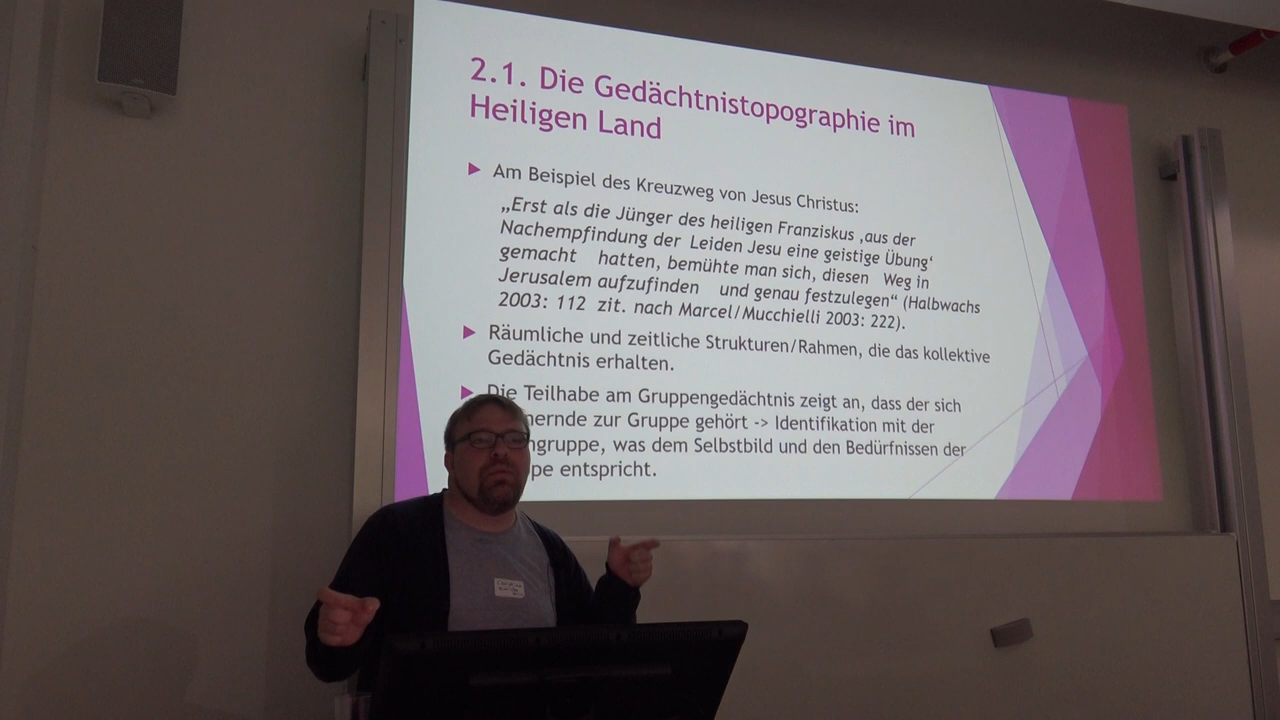 2.1. Die Gedächtnistopographie im
Heiligen Land
Am Beispiel des Kreuzweg von Jesus Christus:
„Erst als die Jünger des heiligen Franziskus ‚aus der
Nachempfindung der Leiden Jesu eine geistige Übung‘
gemacht hatten, bemühte man sich, diesen Weg in
Jerusalem aufzufinden und genau festzulegen“ (Halbwachs
2003: 112 zit. nach Marcel/Mucchielli 2003: 222).
Räumliche und zeitliche Strukturen/Rahmen, die das kollektive
Gedächtnis erhalten.
Die Teilhabe am Gruppengedächtnis zeigt an, dass der sich
nernde zur Gruppe gehört -> Identifikation mit der
ngruppe, was dem Selbstbild und den Bedürfnissen der
pe entspricht.